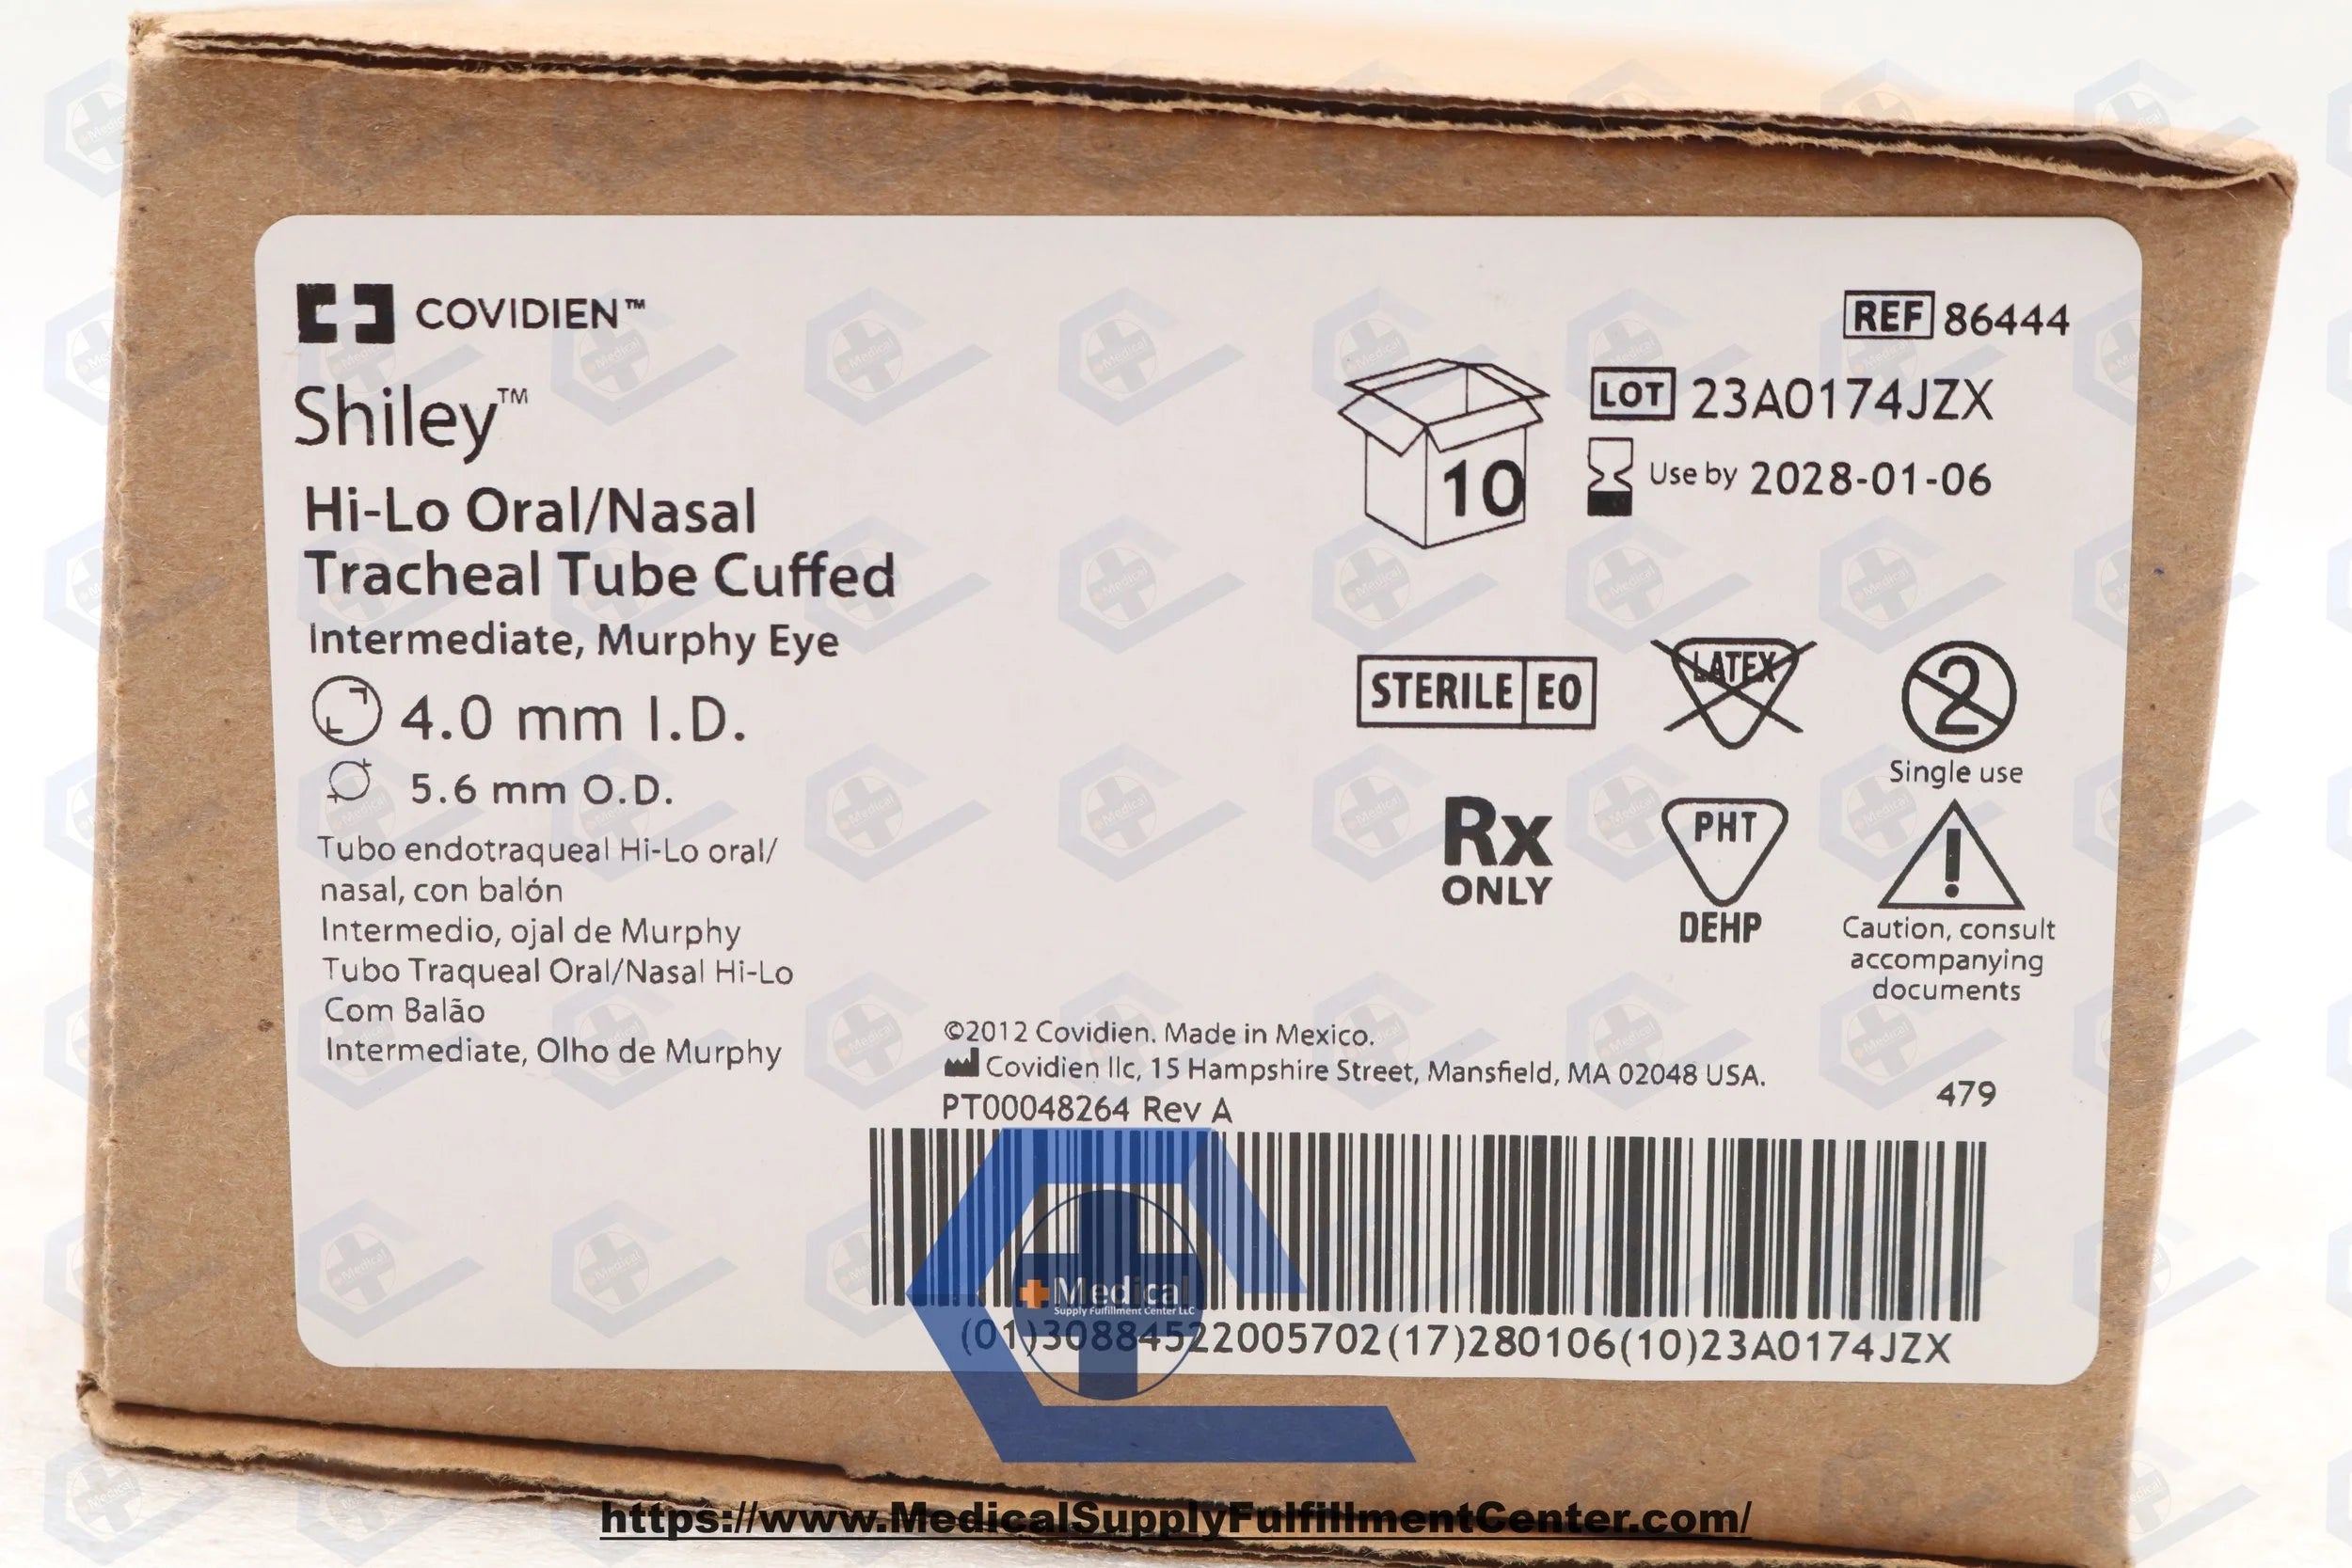 COVIDIEN™
Shiley™
Hi-Lo Oral/Nasal
Tracheal Tube Cuffed
Intermediate, Murphy Eye
4.0 mm I.D.
5.6 mm O.D.
Tubo endotraqueal Hi-Lo oral/
nasal, con balón
Intermedio, ojal de Murphy
Tubo Traqueal Oral/Nasal Hi-Lo
Com Balão
Intermediate, Olho de Murphy
REF 86444
10
LOT 23A0174JZX
Use by 2028-01-06
STERILE EO
LATEX
2
Single use
Rx
ONLY
PHT
DEHP
!
Caution, consult
accompanying
documents
©2012 Covidien. Made in Mexico.
Covidien llc, 15 Hampshire Street, Mansfield, MA 02048 USA.
PT00048264 Rev A
479
Medical
Supply Fulfillment Center LLC
(01)30884522005702(17)280106(10)23A0174JZX
https://www.MedicalSupplyFulfillmentCenter.com/